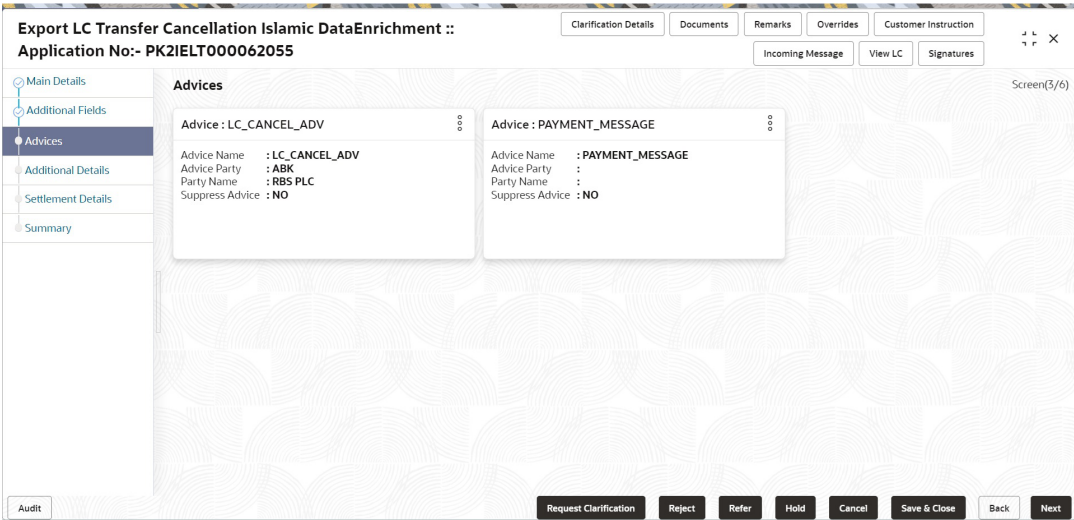 Export LC Transfer Cancellation Islamic DataEnrichment ::
Application No:- PK2IELT000062055
Clarification Details
Documents
Remarks
Overrides
Customer Instruction
Incoming Message
View LC
Signatures
Main Details
Additional Fields
Advices
Additional Details
Settlement Details
Summary
Advices
Screen(3/6)
Advice : LC_CANCEL_ADV
Advice Name : LC_CANCEL_ADV
Advice Party : ABK
Party Name : RBS PLC
Suppress Advice : NO
Advice : PAYMENT_MESSAGE
Advice Name : PAYMENT_MESSAGE
Advice Party :
Party Name :
Suppress Advice : NO
Audit
Request Clarification
Reject
Refer
Hold
Cancel
Save & Close
Back
Next